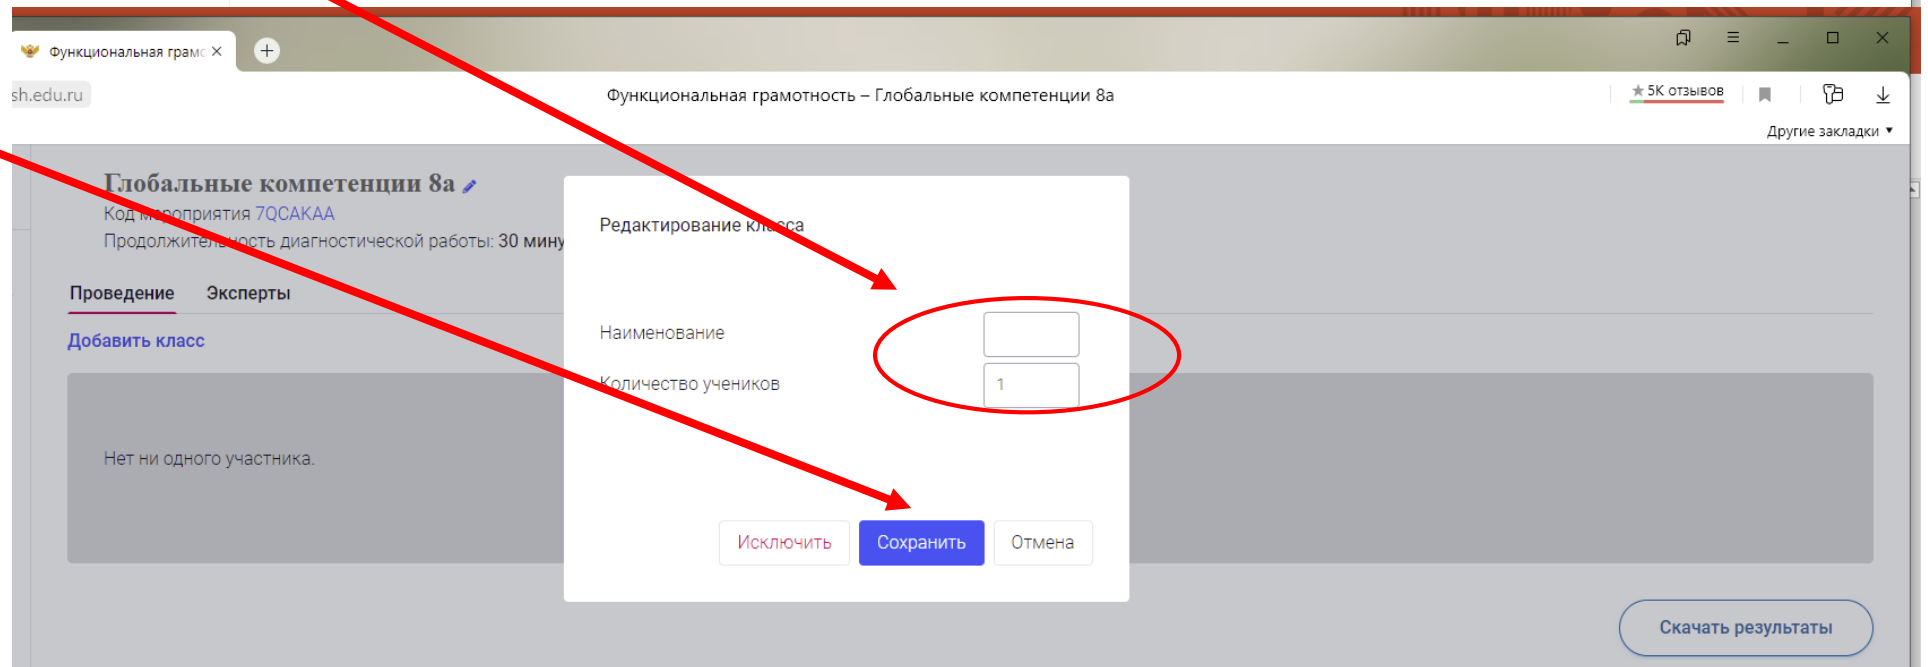 Функциональная грамо
sh.edu.ru
Функциональная грамотность – Глобальные компетенции 8а
5K отзывов
Другие закладки
Глобальные компетенции 8а
Код мероприятия 7QCAKAA
Продолжительность диагностической работы: 30 мину
Проведение Эксперты
Добавить класс
Нет ни одного участника.
Редактирование класса
Наименование
Количество учеников 1
Исключить Сохранить Отмена
Скачать результаты